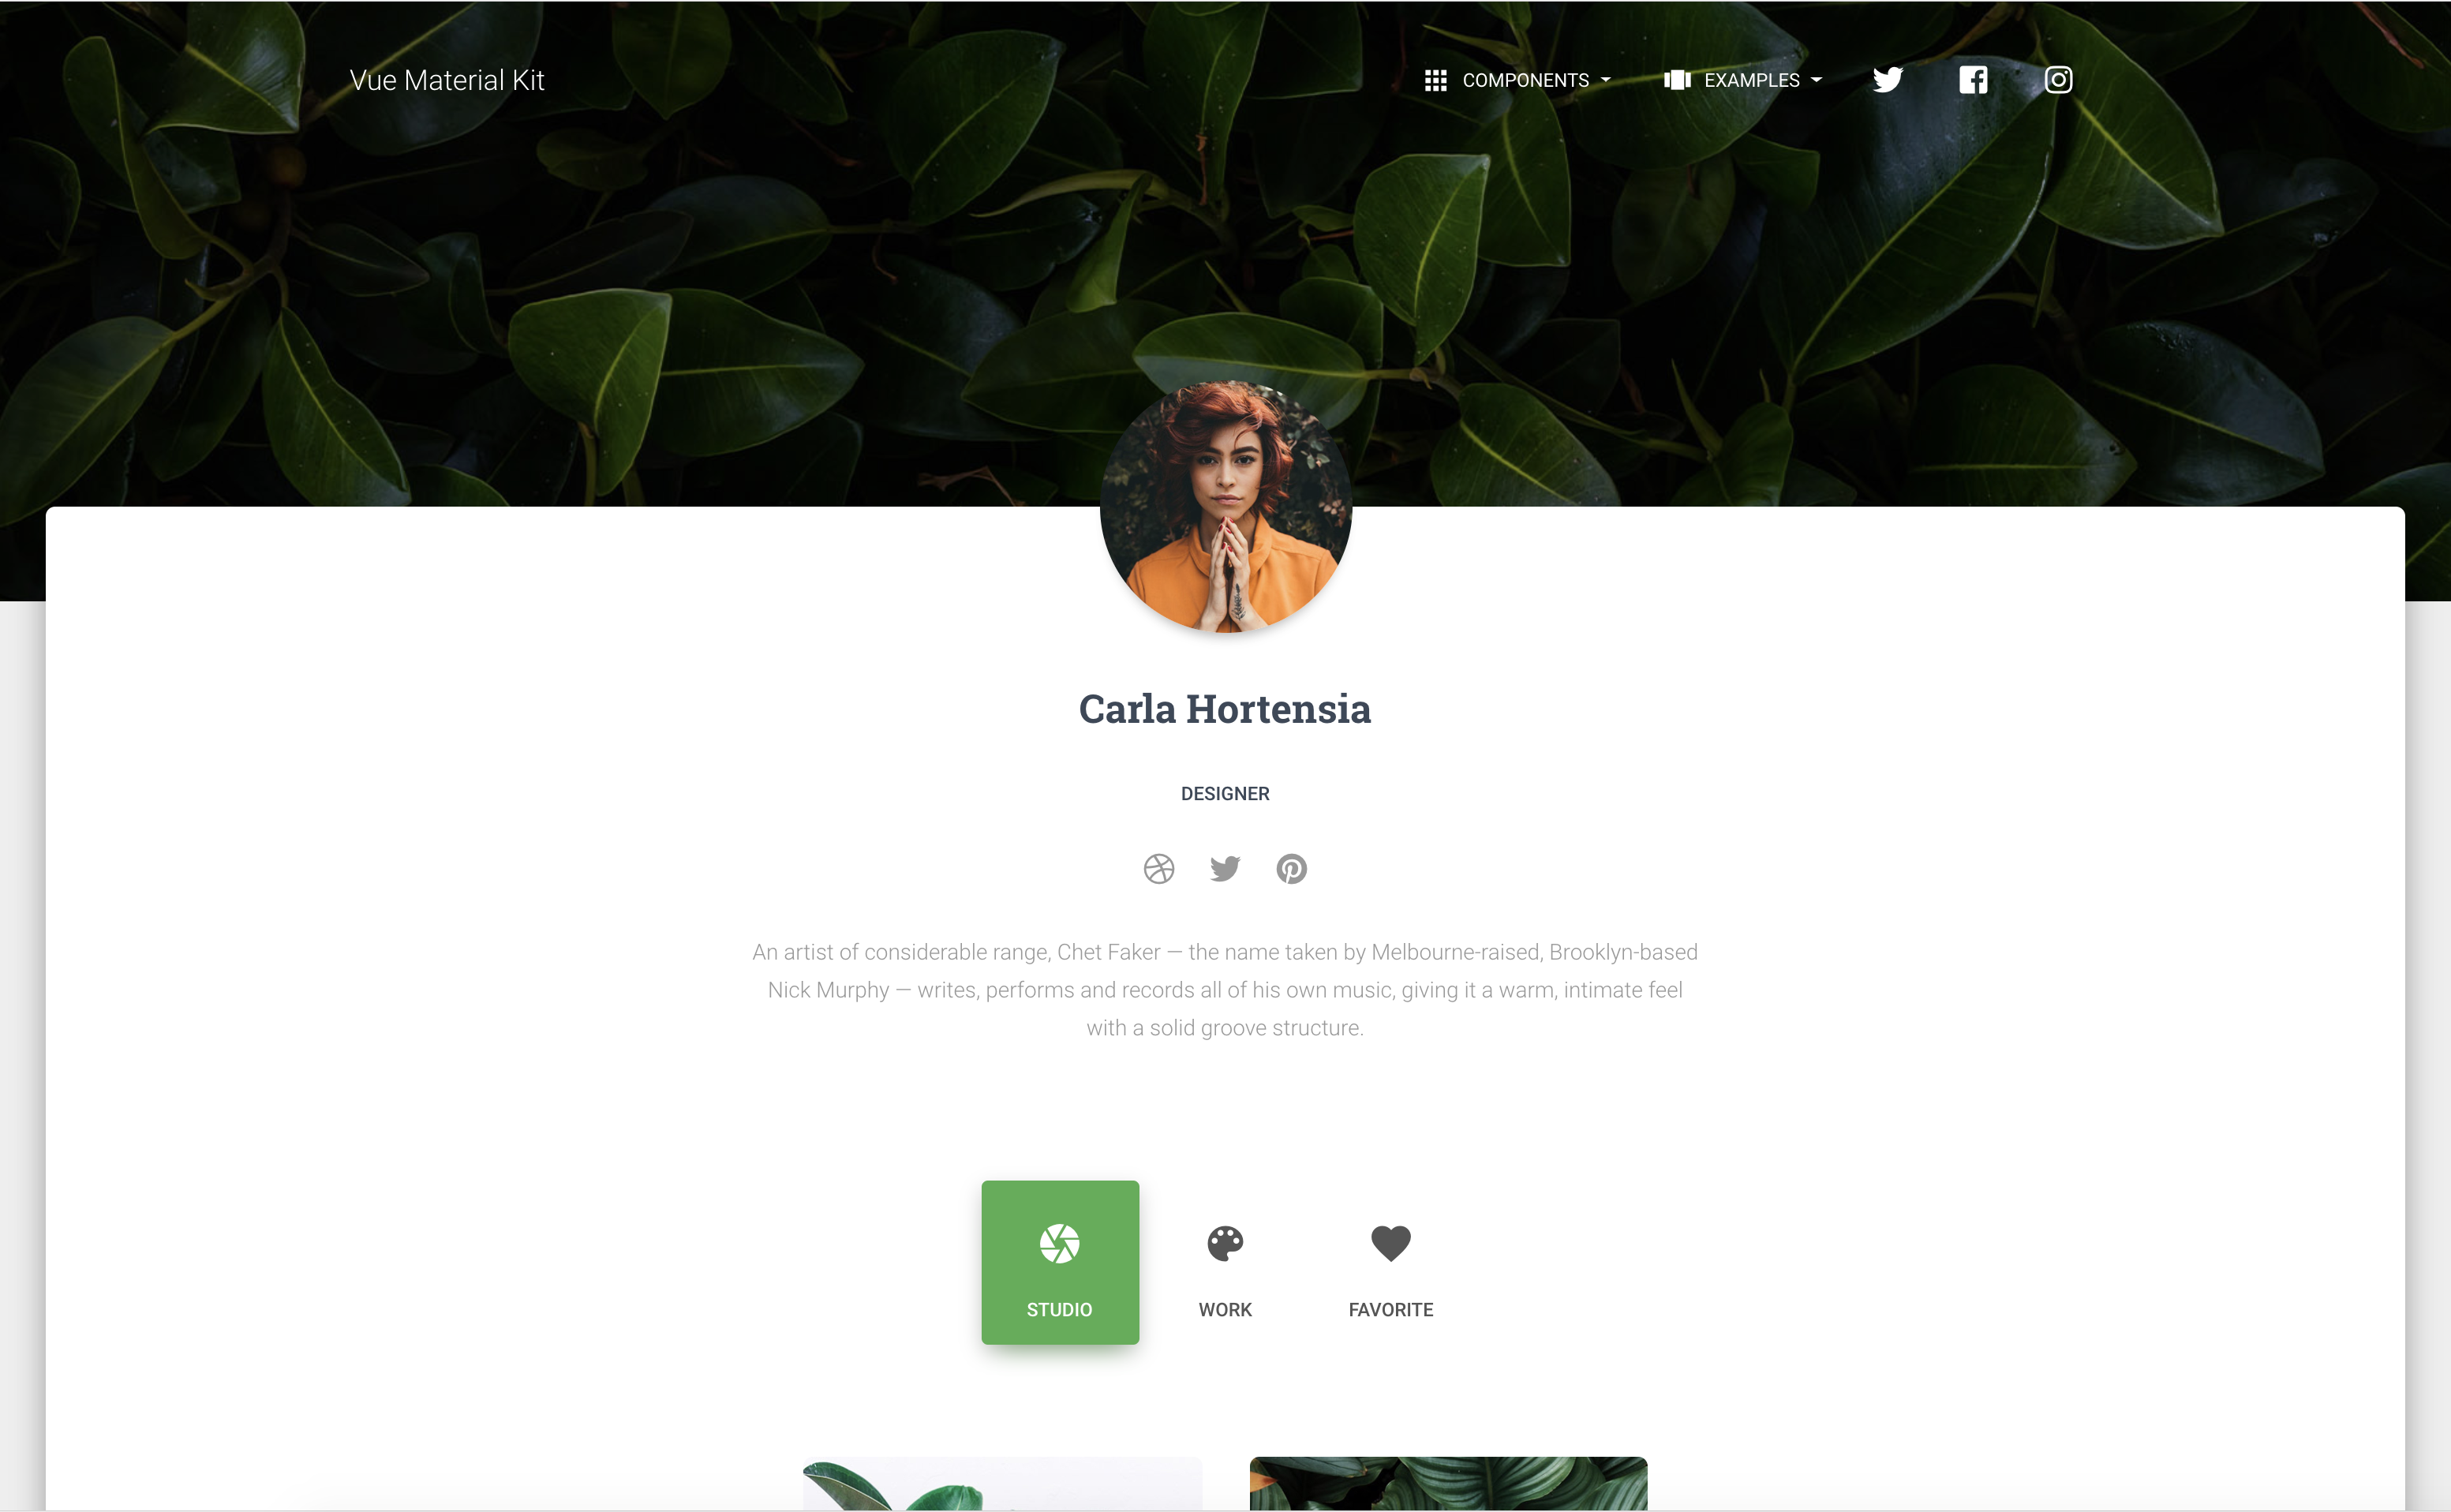 Vue Material Kit
COMPONENTS
EXAMPLES
Carla Hortensia
DESIGNER
An artist of considerable range, Chet Faker — the name taken by Melbourne-raised, Brooklyn-based
Nick Murphy — writes, performs and records all of his own music, giving it a warm, intimate feel
with a solid groove structure.
STUDIO
WORK
FAVORITE